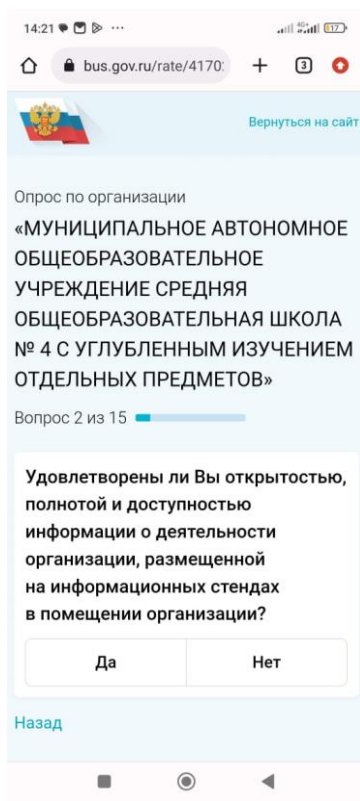 14:21
4G+
17
bus.gov.ru/rate/4170:
3
Вернуться на сайт
Опрос по организации
«МУНИЦИПАЛЬНОЕ АВТОНОМНОЕ
ОБЩЕОБРАЗОВАТЕЛЬНОЕ
УЧРЕЖДЕНИЕ СРЕДНЯЯ
ОБЩЕОБРАЗОВАТЕЛЬНАЯ ШКОЛА
№ 4 С УГЛУБЛЕННЫМ ИЗУЧЕНИЕМ
ОТДЕЛЬНЫХ ПРЕДМЕТОВ»
Вопрос 2 из 15
Удовлетворены ли Вы открытостью,
полнотой и доступностью
информации о деятельности
организации, размещенной
на информационных стендах
в помещении организации?
Да
Нет
Назад